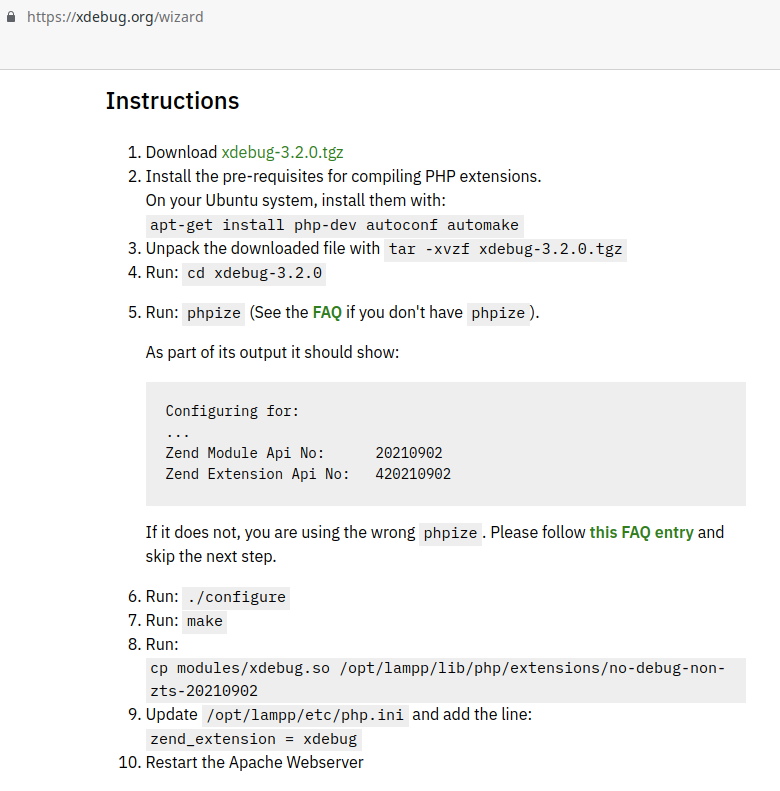 https://xdebug.org/wizard
Instructions
1. Download xdebug-3.2.0.tgz
2. Install the pre-requisites for compiling PHP extensions.
On your Ubuntu system, install them with:
apt-get install php-dev autoconf automake
3. Unpack the downloaded file with tar -xvzf xdebug-3.2.0.tgz
4. Run: cd xdebug-3.2.0
5. Run: phpize (See the FAQ if you don't have phpize).
As part of its output it should show:
Configuring for:
...
Zend Module Api No:      20210902
Zend Extension Api No:   420210902
If it does not, you are using the wrong phpize. Please follow this FAQ entry and
skip the next step.
6. Run: ./configure
7. Run: make
8. Run:
cp modules/xdebug.so /opt/lampp/lib/php/extensions/no-debug-non-
zts-20210902
9. Update /opt/lampp/etc/php.ini and add the line:
zend_extension = xdebug
10. Restart the Apache Webserver